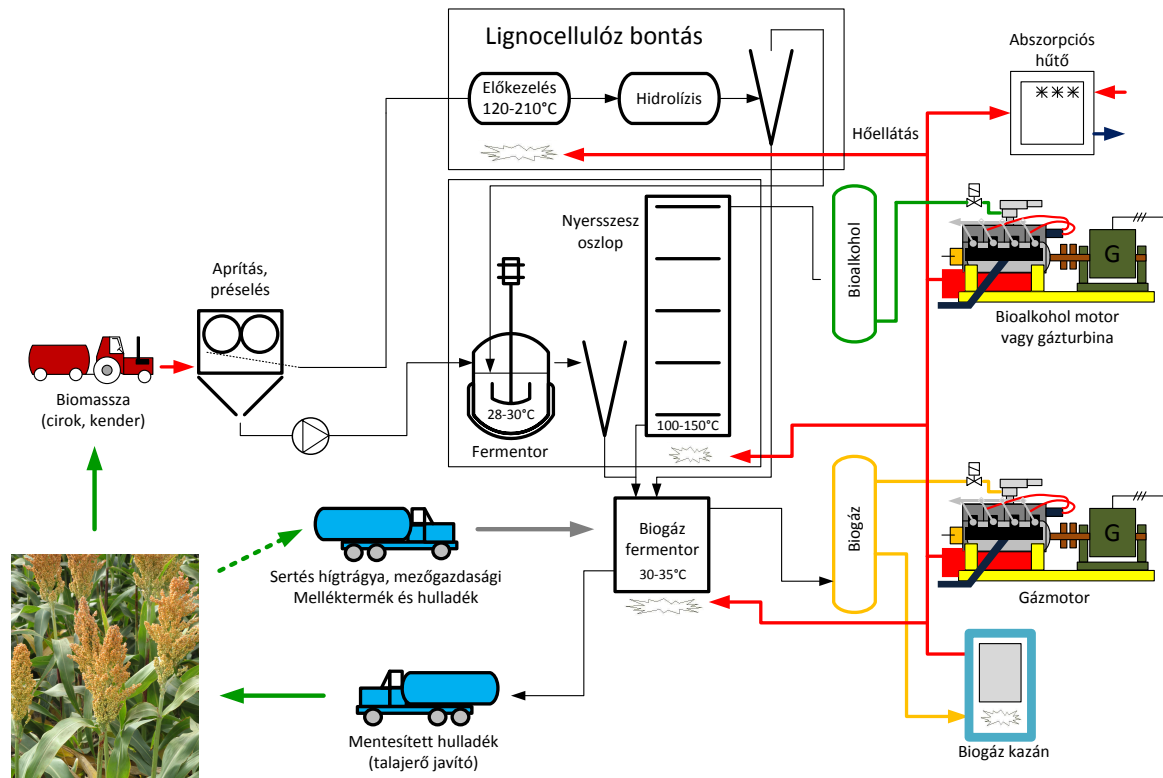 Lignocellulóz bontás
Előkezelés
120-210°C
Hidrolízis
Abszorpciós
hűtő
Hőellátás
Nyersszesz
oszlop
Bioalkohol
G
Bioalkohol motor
vagy gázturbina
Aprítás,
préselés
Biomassza
(cirok, kender)
28-30°C
Fermentor
100-150°C
Biogáz
fermentor
30-35°C
Biogáz
G
Gázmotor
Sertés hígtrágya, mezőgazdasági
Melléktermék és hulladék
Mentesített hulladék
(talajerő javító)
Biogáz kazán